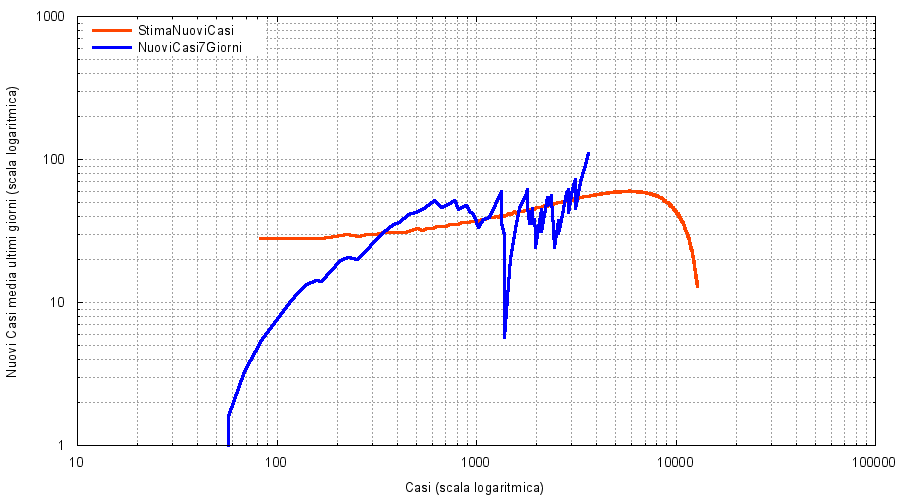 1000
StimaNuoviCasi
NuoviCasi7Giorni
100
10
1
Nuovi Casi media ultimi giorni (scala logaritmica)
10
100
1000
10000
100000
Casi (scala logaritmica)